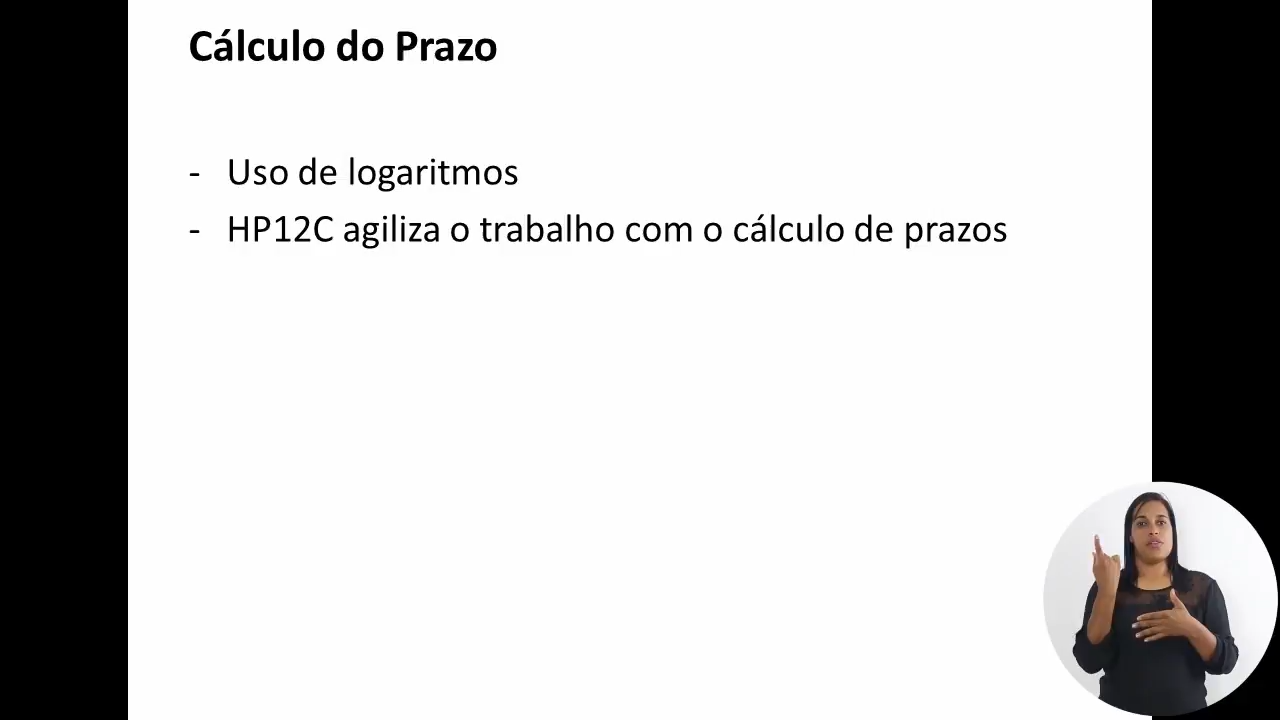 Cálculo do Prazo
- Uso de logaritmos
- HP12C agiliza o trabalho com o cálculo de prazos